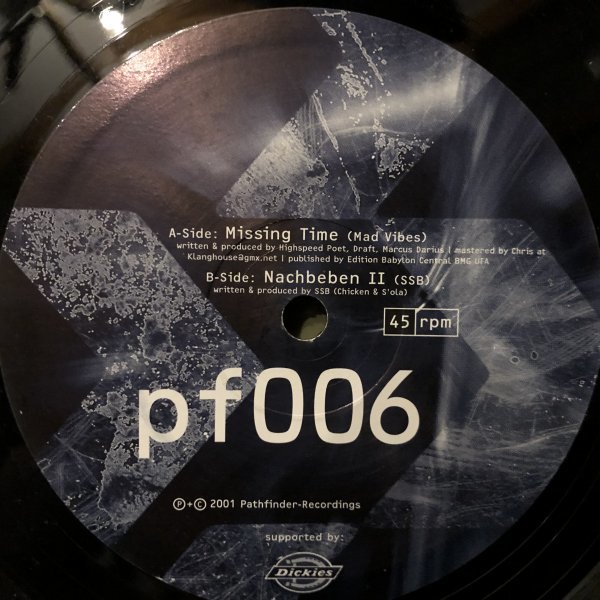 A-Side: Missing Time (Mad Vibes)
written & produced by Highspeed Poet, Draft, Marcus Darius | mastered by Chris at
Klanghouse@gmx.net | published by Edition Babylon Central BMG UFA
B-Side: Nachbeben II (SSB)
written & produced by SSB (Chicken & S'ola)
45 rpm
pf006
Ⓟ+© 2001 Pathfinder-Recordings
supported by:
Dickies